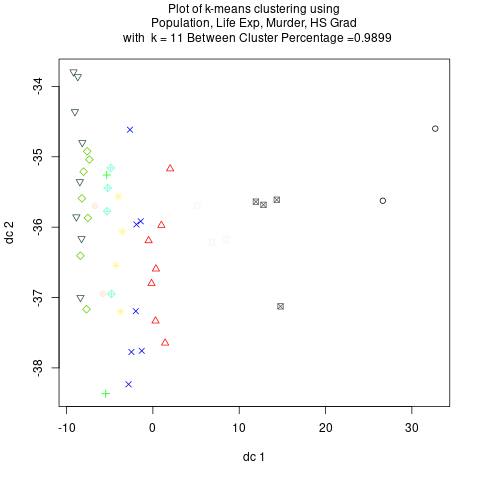 Plot of k-means clustering using
Population, Life Exp, Murder, HS Grad
with k = 11 Between Cluster Percentage =0.9899
-34
-35
-36
-37
-38
dc 2
-10
0
10
20
30
dc 1